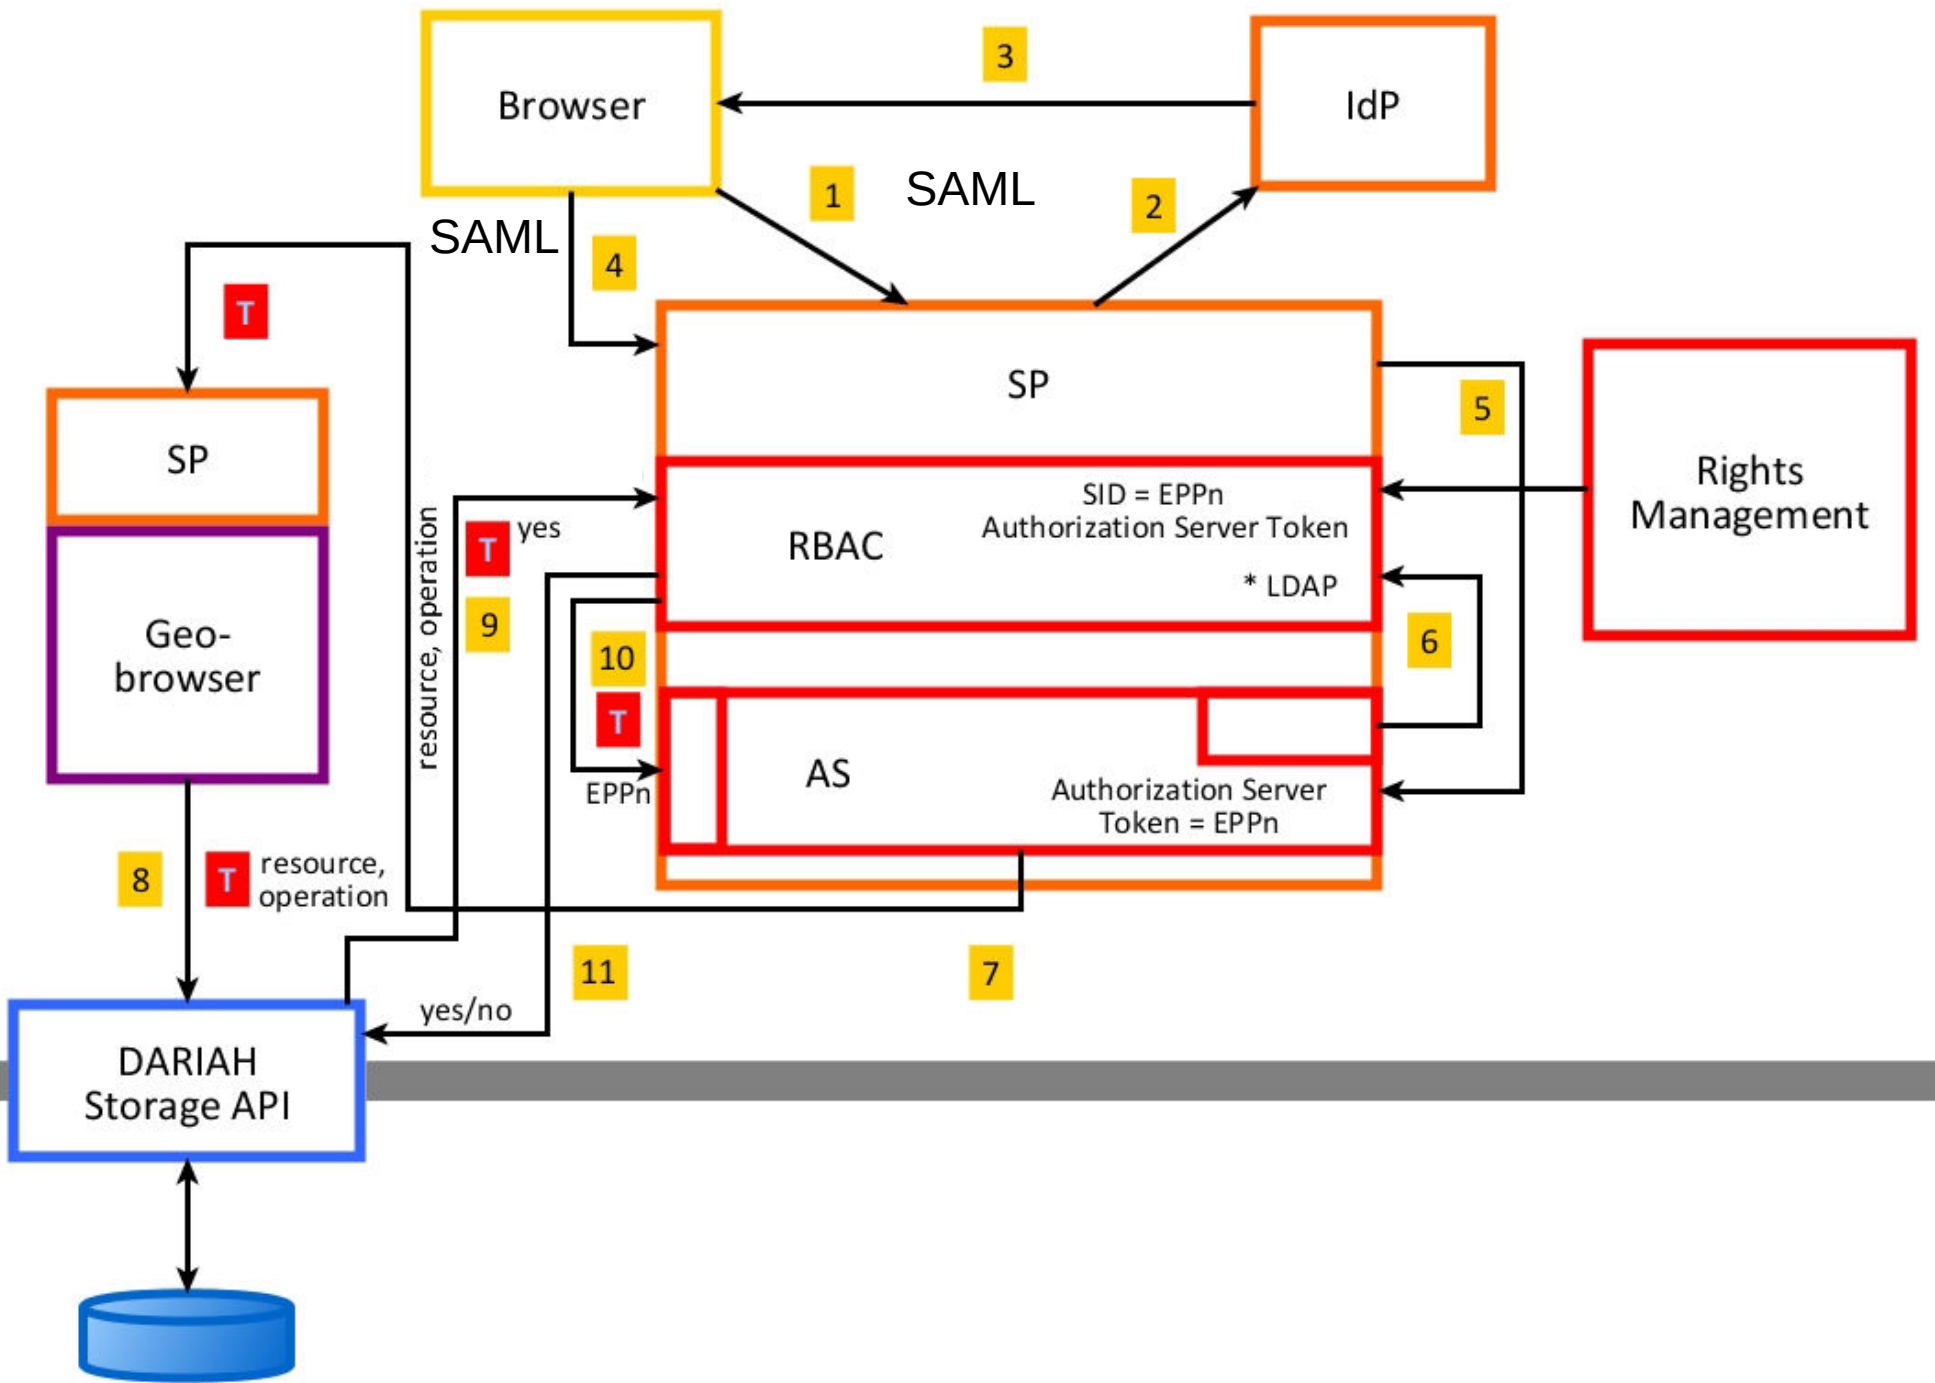 3
Browser
IdP
1
SAML
2
SAML
4
T
SP
5
SP
Rights
Management
SID = EPPn
Authorization Server Token
RBAC
* LDAP
resource, operation
T
yes
9
Geo-
browser
10
6
T
AS
EPPn
Authorization Server
Token = EPPn
8
T
resource,
operation
11
7
yes/no
DARIAH
Storage API